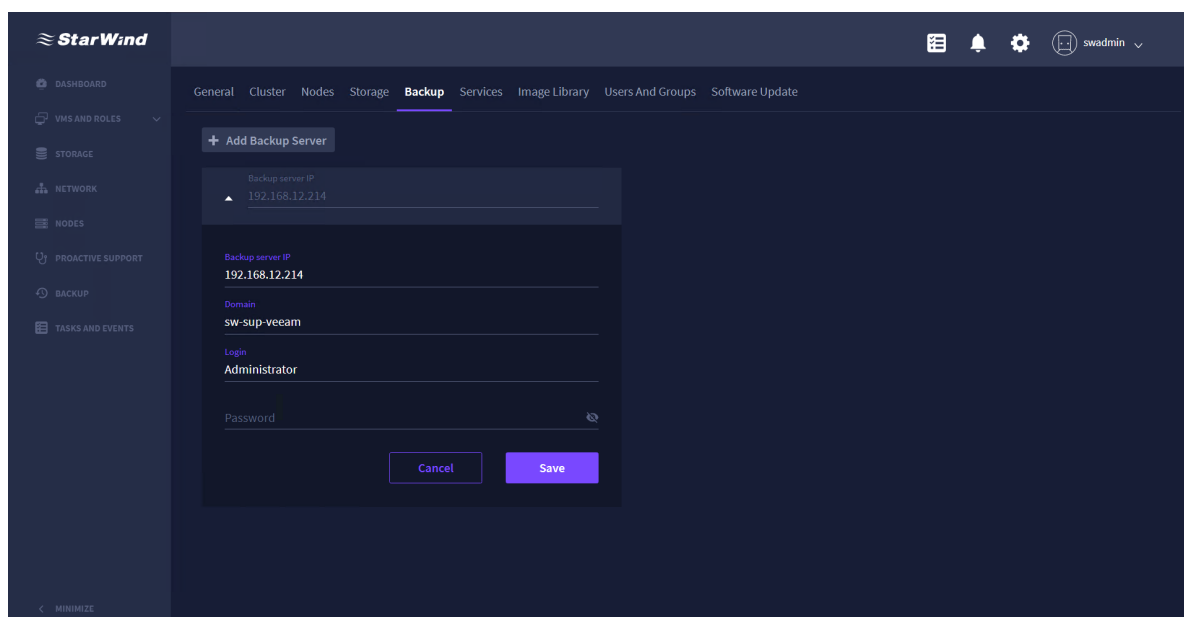 StarWind
swadmin
DASHBOARD
VMS AND ROLES
STORAGE
NETWORK
NODES
PROACTIVE SUPPORT
BACKUP
TASKS AND EVENTS
MINIMIZE
General Cluster Nodes Storage Backup Services Image Library Users And Groups Software Update
+ Add Backup Server
Backup server IP
192.168.12.214
Backup server IP
192.168.12.214
Domain
sw-sup-veeam
Login
Administrator
Password
Cancel Save